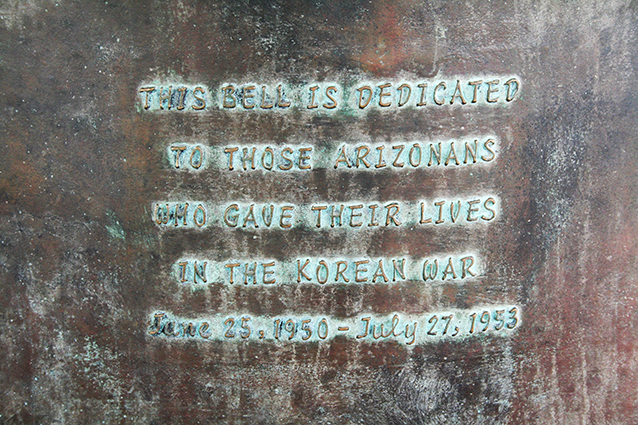 THIS BELL IS DEDICATED
TO THOSE ARIZONANS
WHO GAVE THEIR LIVES
IN THE KOREAN WAR
June 25, 1950 - July 27, 1953